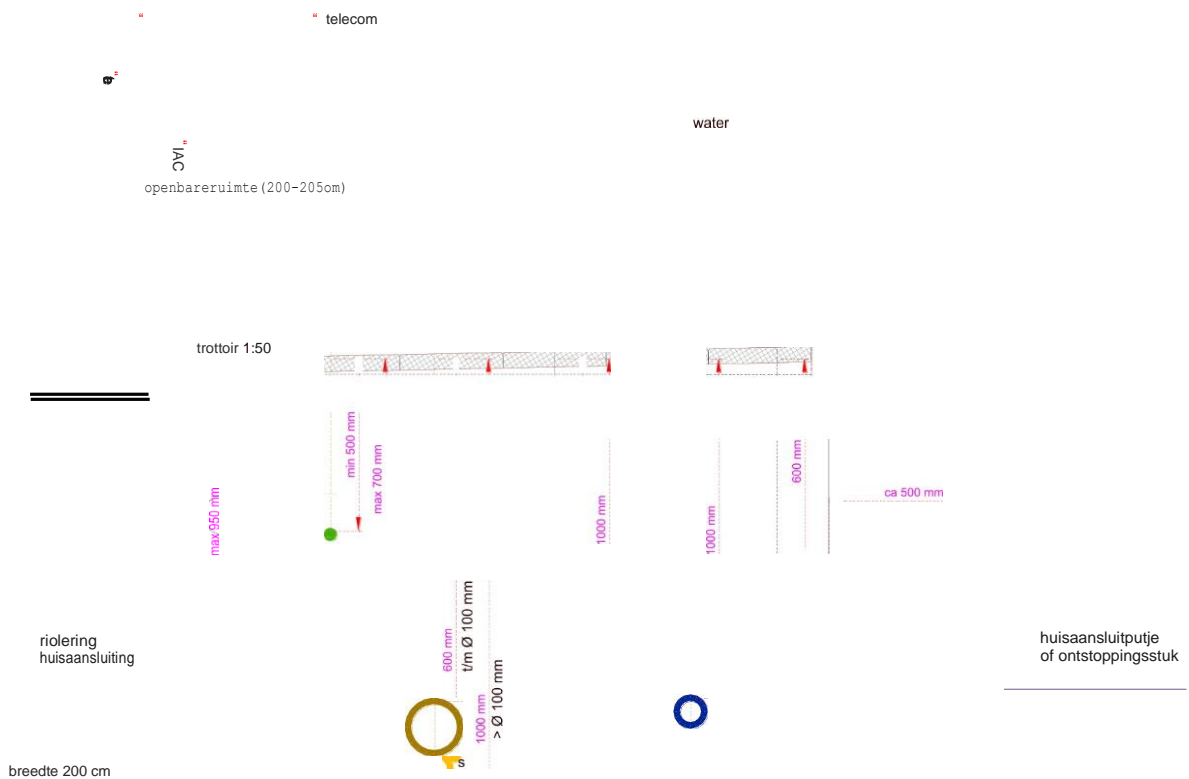 telecom
water
IAC
openbareruimte(200-205om)
trottoir 1:50
min 500 mm
max 700 mm
max 950 mm
1000 mm
1000 mm
600 mm
ca 500 mm
600 mm
t/m Ø 100 mm
1000 mm
> Ø 100 mm
riolering
huisaansluiting
huisaansluitputje
of ontstoppingsstuk
s
breedte 200 cm